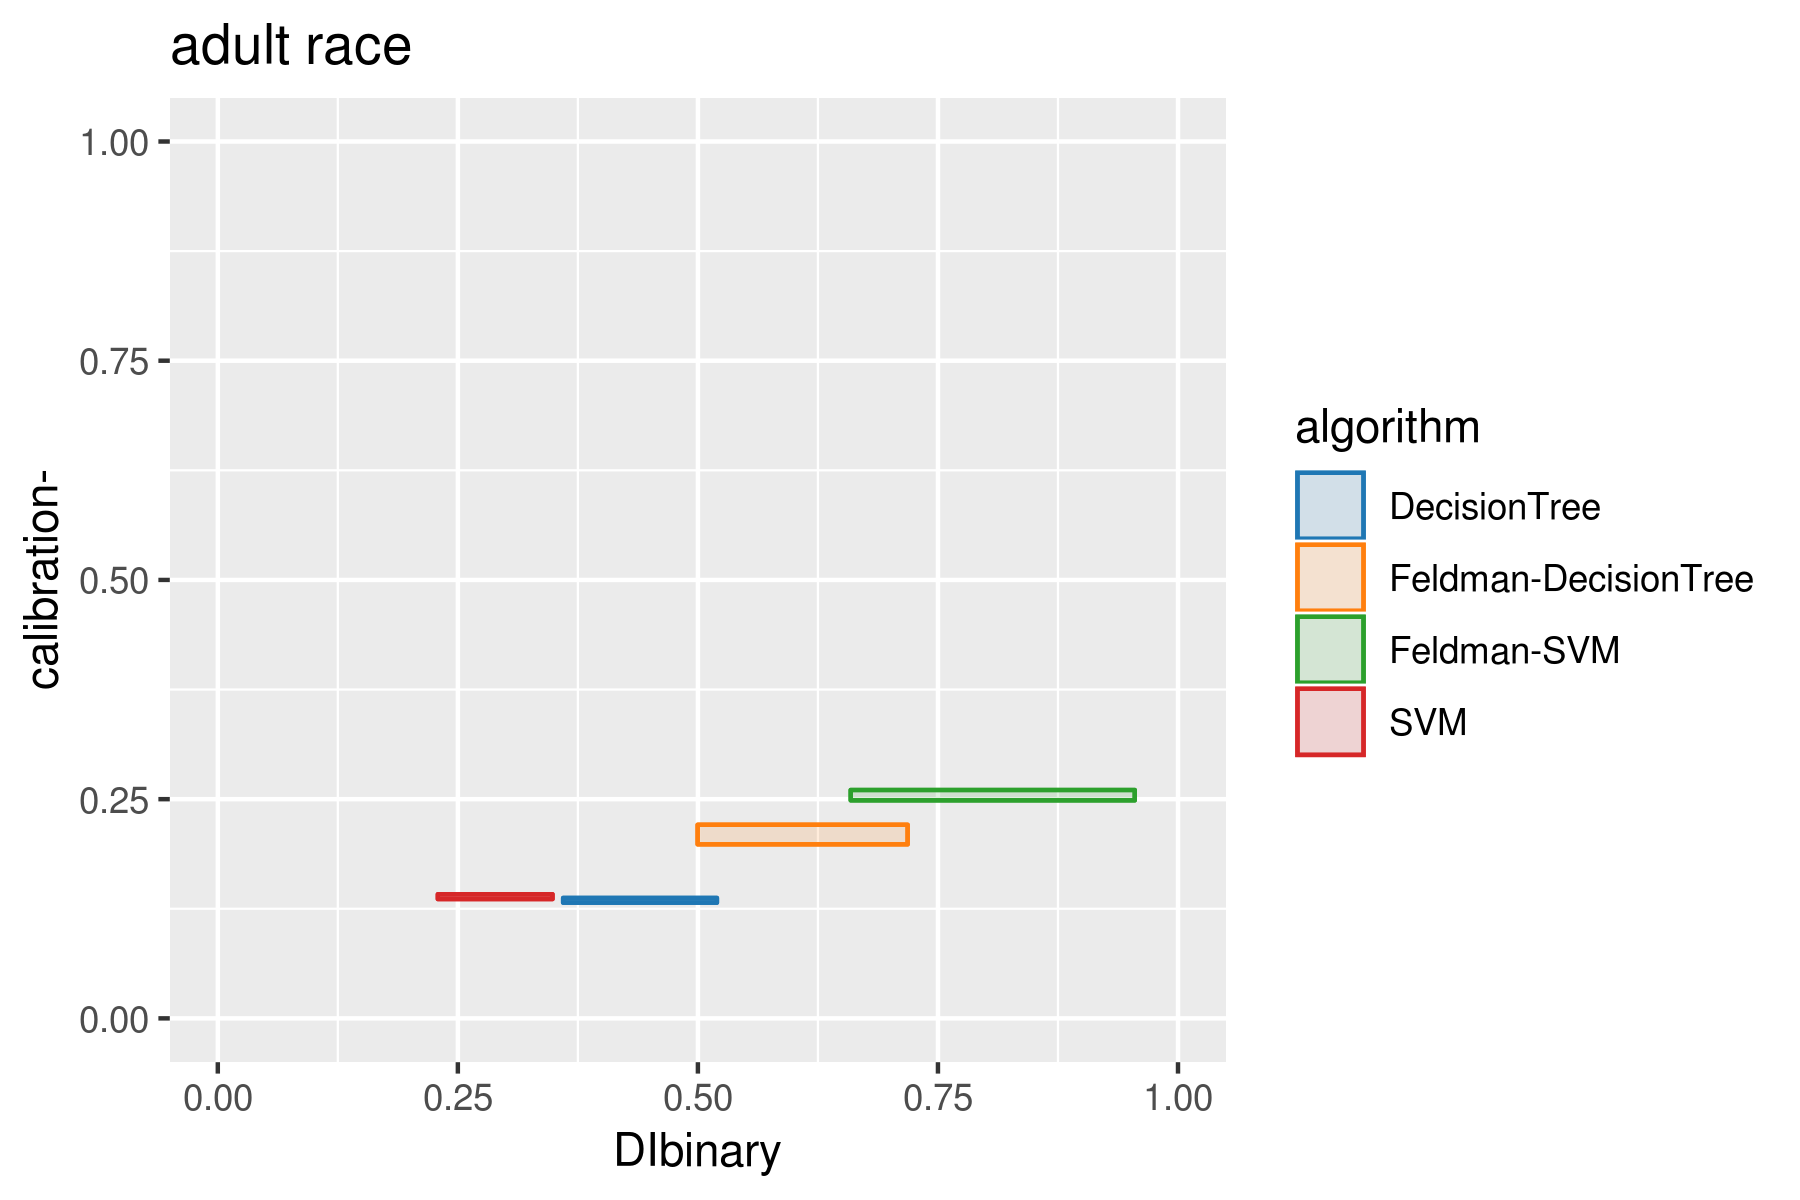 adult race
1.00
0.75
0.50
0.25
0.00
calibration-
0.00 0.25 0.50 0.75 1.00
DIbinary
algorithm
DecisionTree
Feldman-DecisionTree
Feldman-SVM
SVM